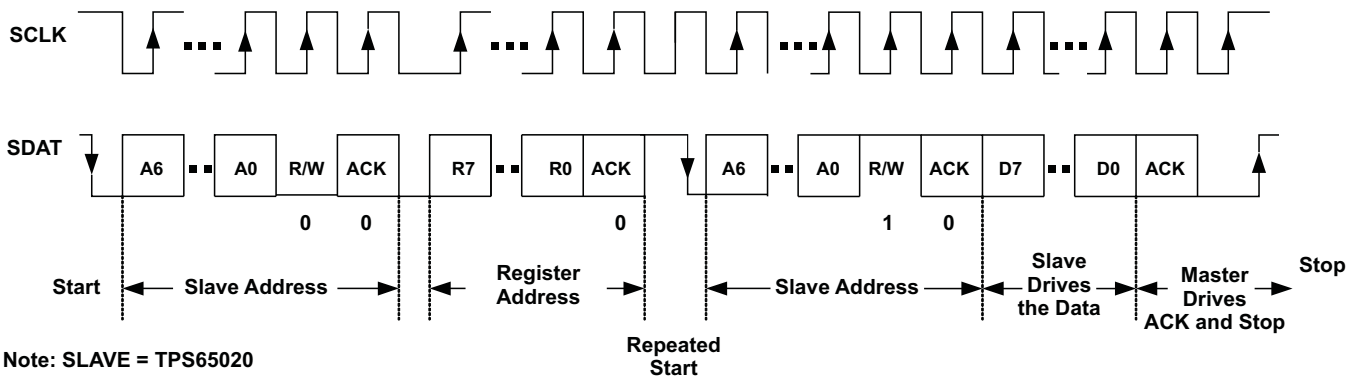 SCLK
SDAT
A6 A0 R/W ACK R7 R0 ACK A6 A0 R/W ACK D7 D0 ACK
0 0 0 1 0
Start
Slave Address
Register
Address
Repeated
Start
Slave Address
Slave
Drives
the Data
Master
Drives
ACK and Stop
Stop
Note: SLAVE = TPS65020